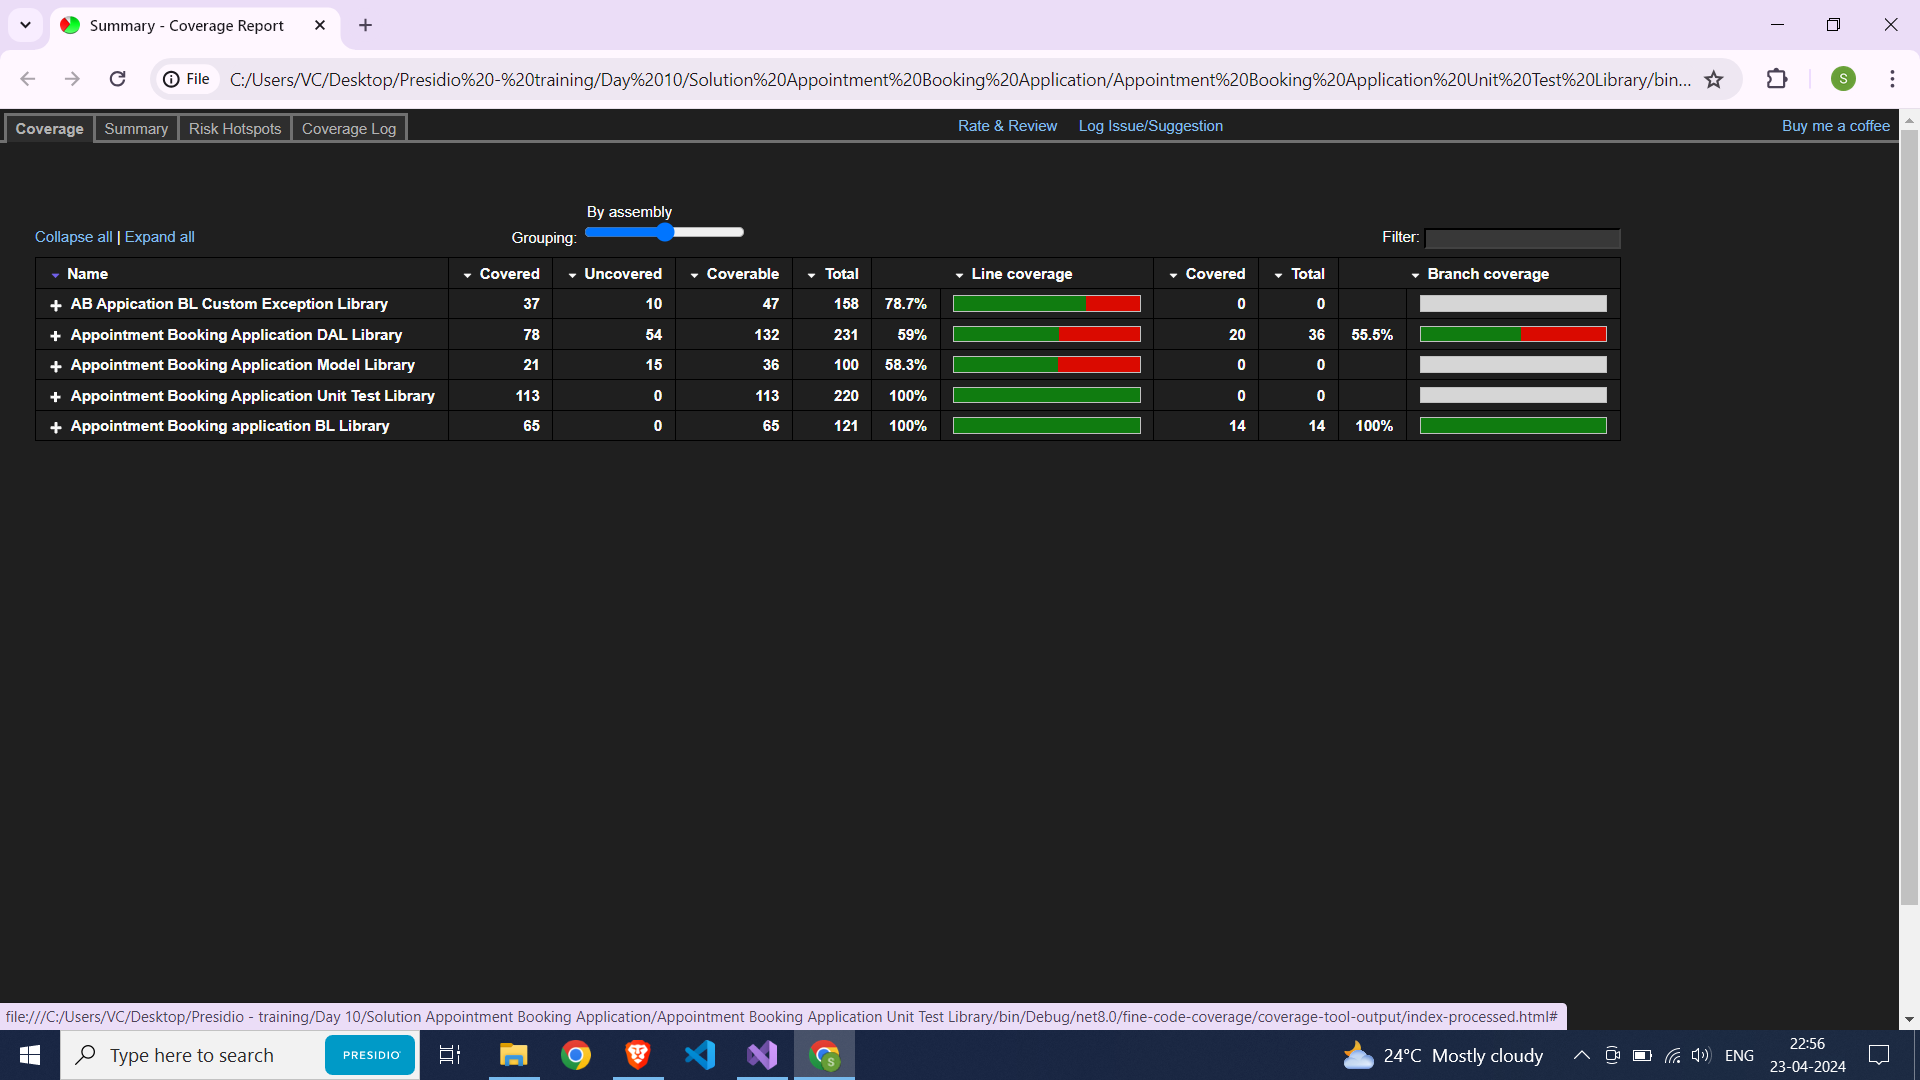 Summary - Coverage Report
File
C:/Users/VC/Desktop/Presidio%20-%20training/Day%2010/Solution%20Appointment%20Booking%20Application/Appointment%20Booking%20Application%20Unit%20Test%20Library/bin...
S
Coverage Summary Risk Hotspots Coverage Log Rate & Review Log Issue/Suggestion Buy me a coffee
By assembly
Collapse all | Expand all Grouping: Filter:
Name Covered Uncovered Coverable Total Line coverage Covered Total Branch coverage
AB Appication BL Custom Exception Library 37 10 47 158 78.7% 0 0
Appointment Booking Application DAL Library 78 54 132 231 59% 20 36 55.5%
Appointment Booking Application Model Library 21 15 36 100 58.3% 0 0
Appointment Booking Application Unit Test Library 113 0 113 220 100% 0 0
Appointment Booking application BL Library 65 0 65 121 100% 14 14 100%
file:///C:/Users/VC/Desktop/Presidio - training/Day 10/Solution Appointment Booking Application/Appointment Booking Application Unit Test Library/bin/Debug/net8.0/fine-code-coverage/coverage-tool-output/index-processed.html#
Type here to search PRESIDIO S 24°C Mostly cloudy ENG 22:56
23-04-2024